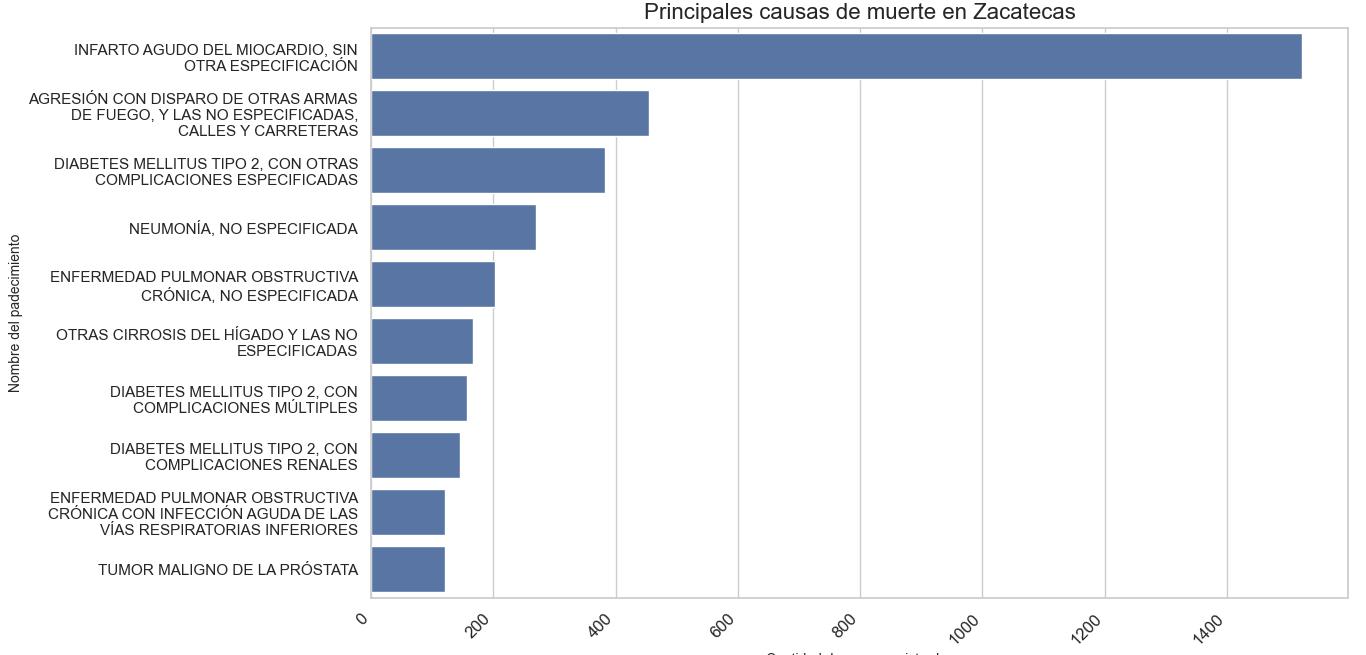 Principales causas de muerte en Zacatecas
INFARTO AGUDO DEL MIOCARDIO, SIN
OTRA ESPECIFICACIÓN
AGRESIÓN CON DISPARO DE OTRAS ARMAS
DE FUEGO, Y LAS NO ESPECIFICADAS,
CALLES Y CARRETERAS
DIABETES MELLITUS TIPO 2, CON OTRAS
COMPLICACIONES ESPECIFICADAS
NEUMONÍA, NO ESPECIFICADA
ENFERMEDAD PULMONAR OBSTRUCTIVA
CRÓNICA, NO ESPECIFICADA
OTRAS CIRROSIS DEL HÍGADO Y LAS NO
ESPECIFICADAS
DIABETES MELLITUS TIPO 2, CON
COMPLICACIONES MÚLTIPLES
DIABETES MELLITUS TIPO 2, CON
COMPLICACIONES RENALES
ENFERMEDAD PULMONAR OBSTRUCTIVA
CRÓNICA CON INFECCIÓN AGUDA DE LAS
VÍAS RESPIRATORIAS INFERIORES
TUMOR MALIGNO DE LA PRÓSTATA
Nombre del padecimiento
0
200
400
600
800
1000
1200
1400